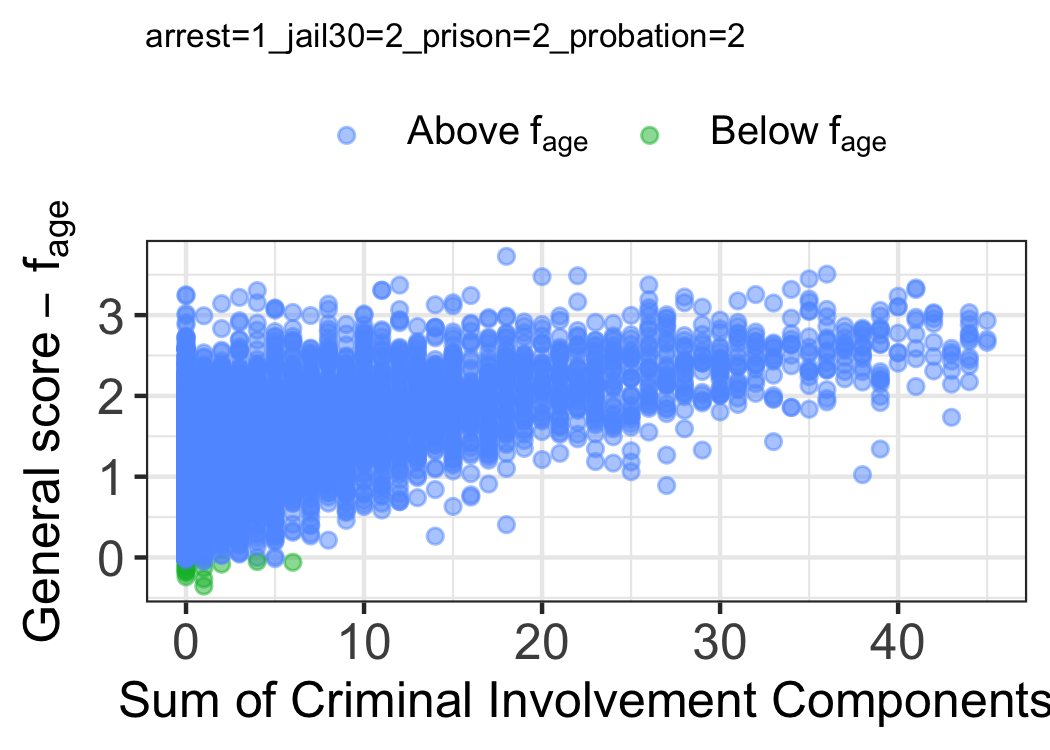 arrest=1_jail30=2_prison=2_probation=2
Above fage
Below fage
General score − fage
3
2
1
0
0
10
20
30
40
Sum of Criminal Involvement Components